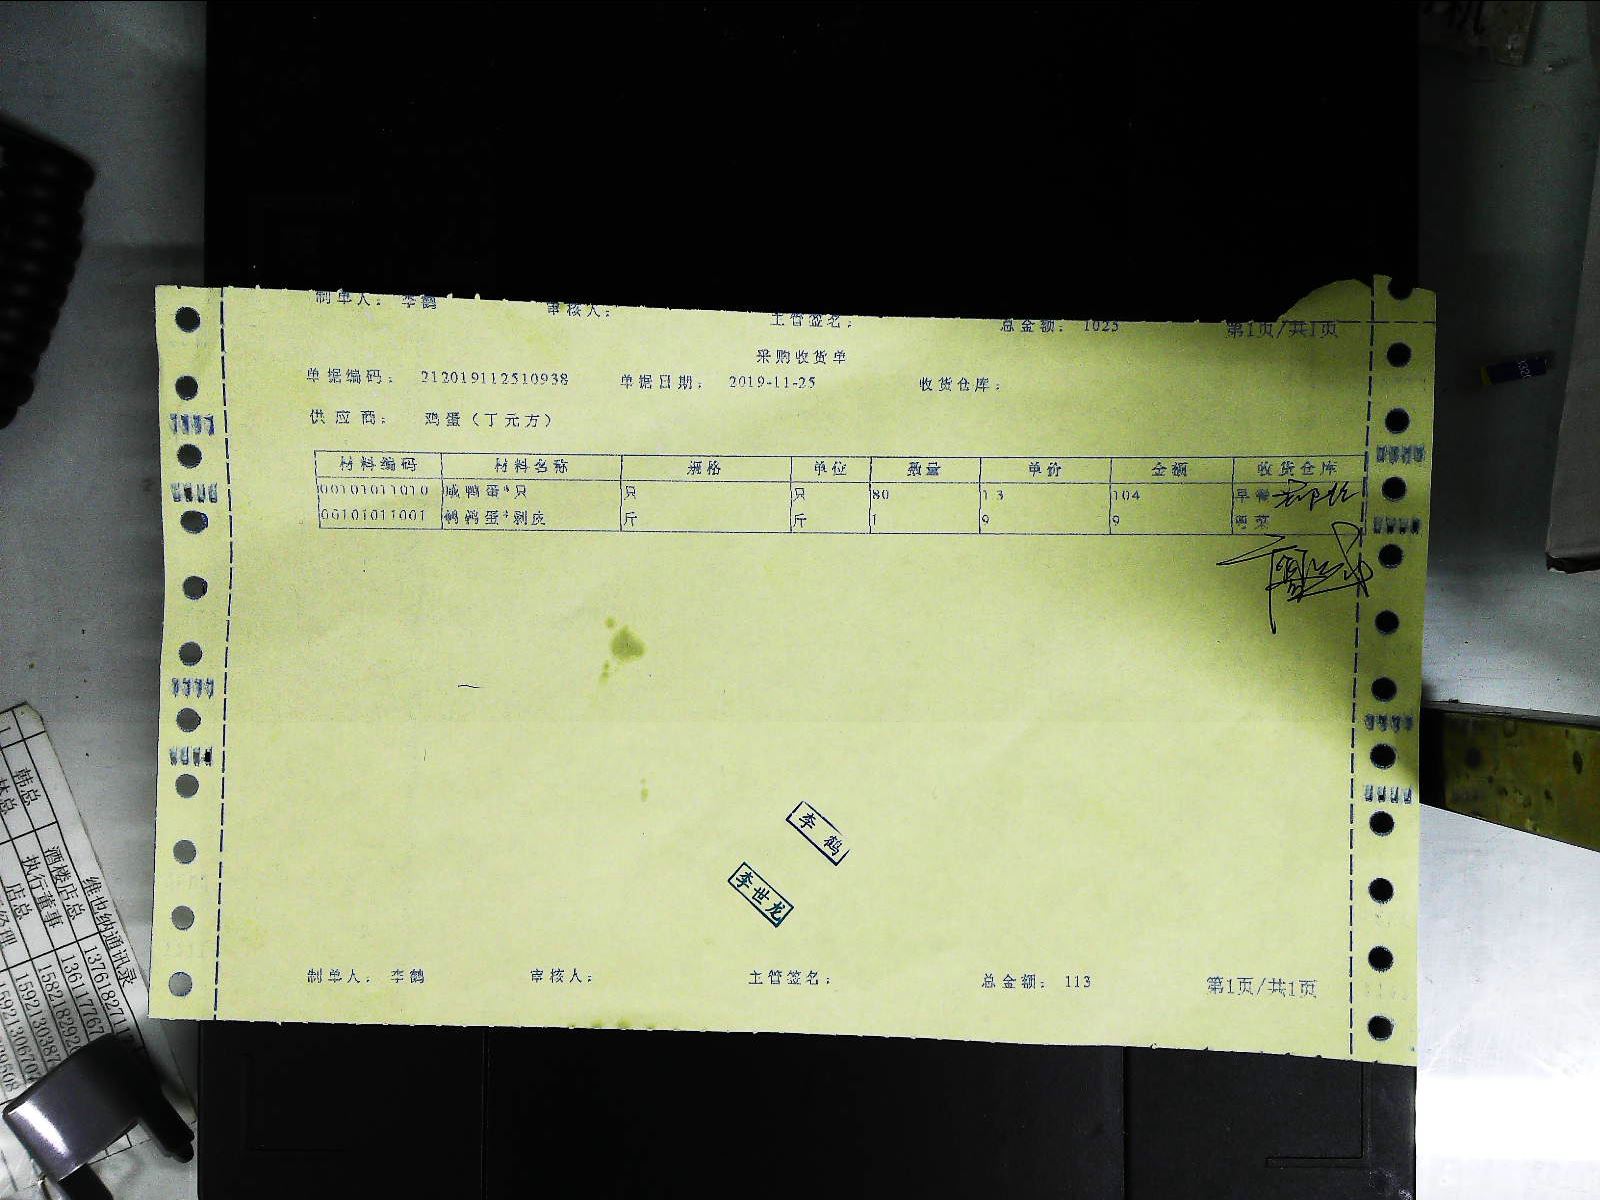 制单人： 李鹤 审核人： 主管签名： 总金额： 1025 第1页/共1页
采购收货单
单据编码： 212019112510938 单据日期： 2019-11-25 收货仓库：
供应商： 鸡蛋（丁元方）
材料编码 材料名称 规格 单位 数量 单价 金额 收货仓库
00101011010 咸鸭蛋*只 只 只 80 1.3 104 早餐
00101011001 鹌鹑蛋*剥皮 斤 斤 1 9 9 粤菜
李鹤
李世龙
制单人： 李鹤 审核人： 主管签名： 总金额： 113 第1页/共1页
维也纳通讯录
韩总 酒楼店总
执行董事
店总